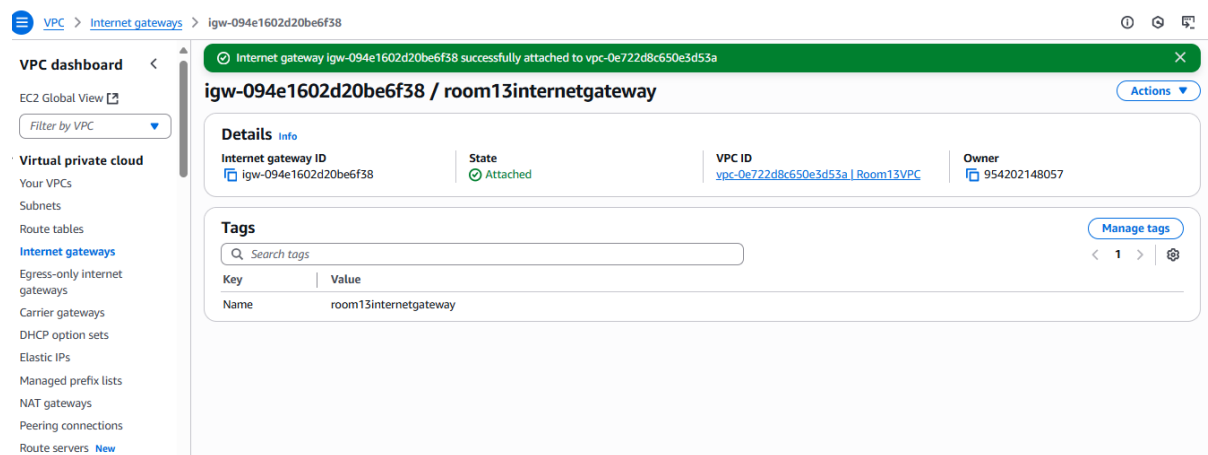 VPC > Internet gateways > igw-094e1602d20be6f38
VPC dashboard
EC2 Global View
Filter by VPC
Virtual private cloud
Your VPCs
Subnets
Route tables
Internet gateways
Egress-only internet
gateways
Carrier gateways
DHCP option sets
Elastic IPs
Managed prefix lists
NAT gateways
Peering connections
Route servers New
Internet gateway igw-094e1602d20be6f38 successfully attached to vpc-0e722d8c650e3d53a
igw-094e1602d20be6f38 / room13internetgateway
Actions
Details Info
Internet gateway ID
igw-094e1602d20be6f38
State
Attached
VPC ID
vpc-0e722d8c650e3d53a | Room13VPC
Owner
954202148057
Tags
Manage tags
Search tags
< 1 >
Key Value
Name room13internetgateway